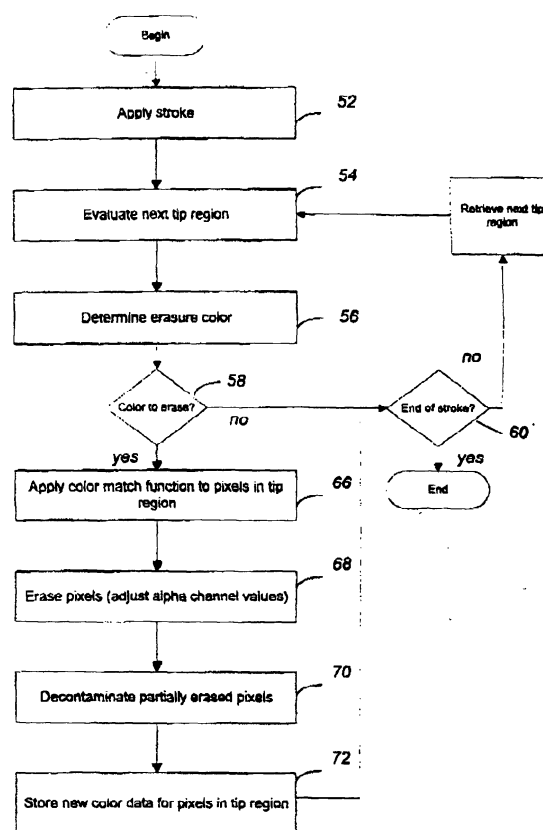 Begin
Apply stroke
52
54
Evaluate next tip region
Retrieve next tip
region
Determine erasure color
56
no
58
Color to erase?
no
End of stroke?
60
yes
yes
End
Apply color match function to pixels in tip
region
66
Erase pixels (adjust alpha channel values)
68
Decontaminate partially erased pixels
70
72
Store new color data for pixels in tip region